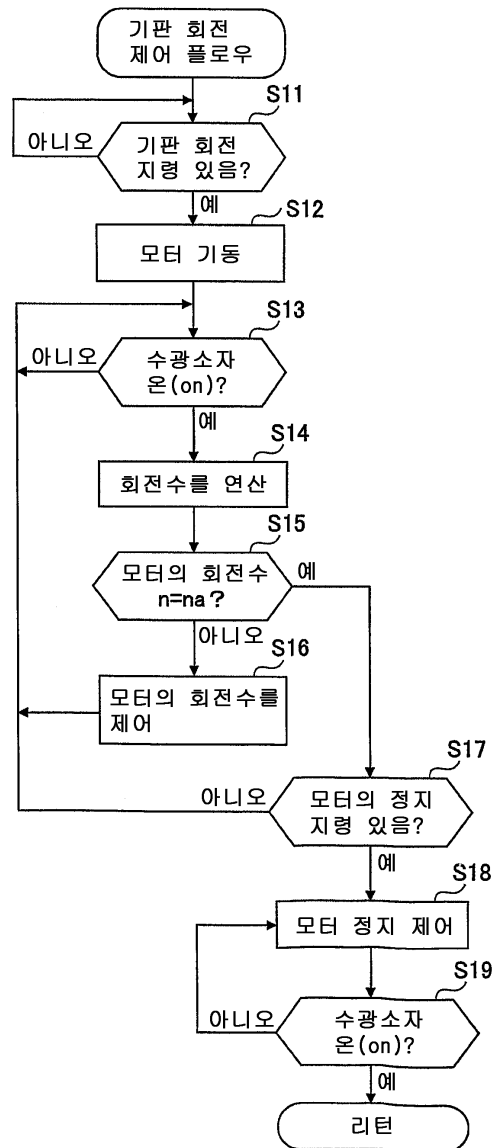 기판 회전
제어 플로우
S11
아니오
기판 회전
지령 있음?
예
S12
모터 기동
S13
아니오
수광소자
온(on)?
예
S14
회전수를 연산
S15
모터의 회전수
n=na?
예
아니오
S16
모터의 회전수를
제어
S17
아니오
모터의 정지
지령 있음?
예
S18
모터 정지 제어
S19
아니오
수광소자
온(on)?
예
리턴